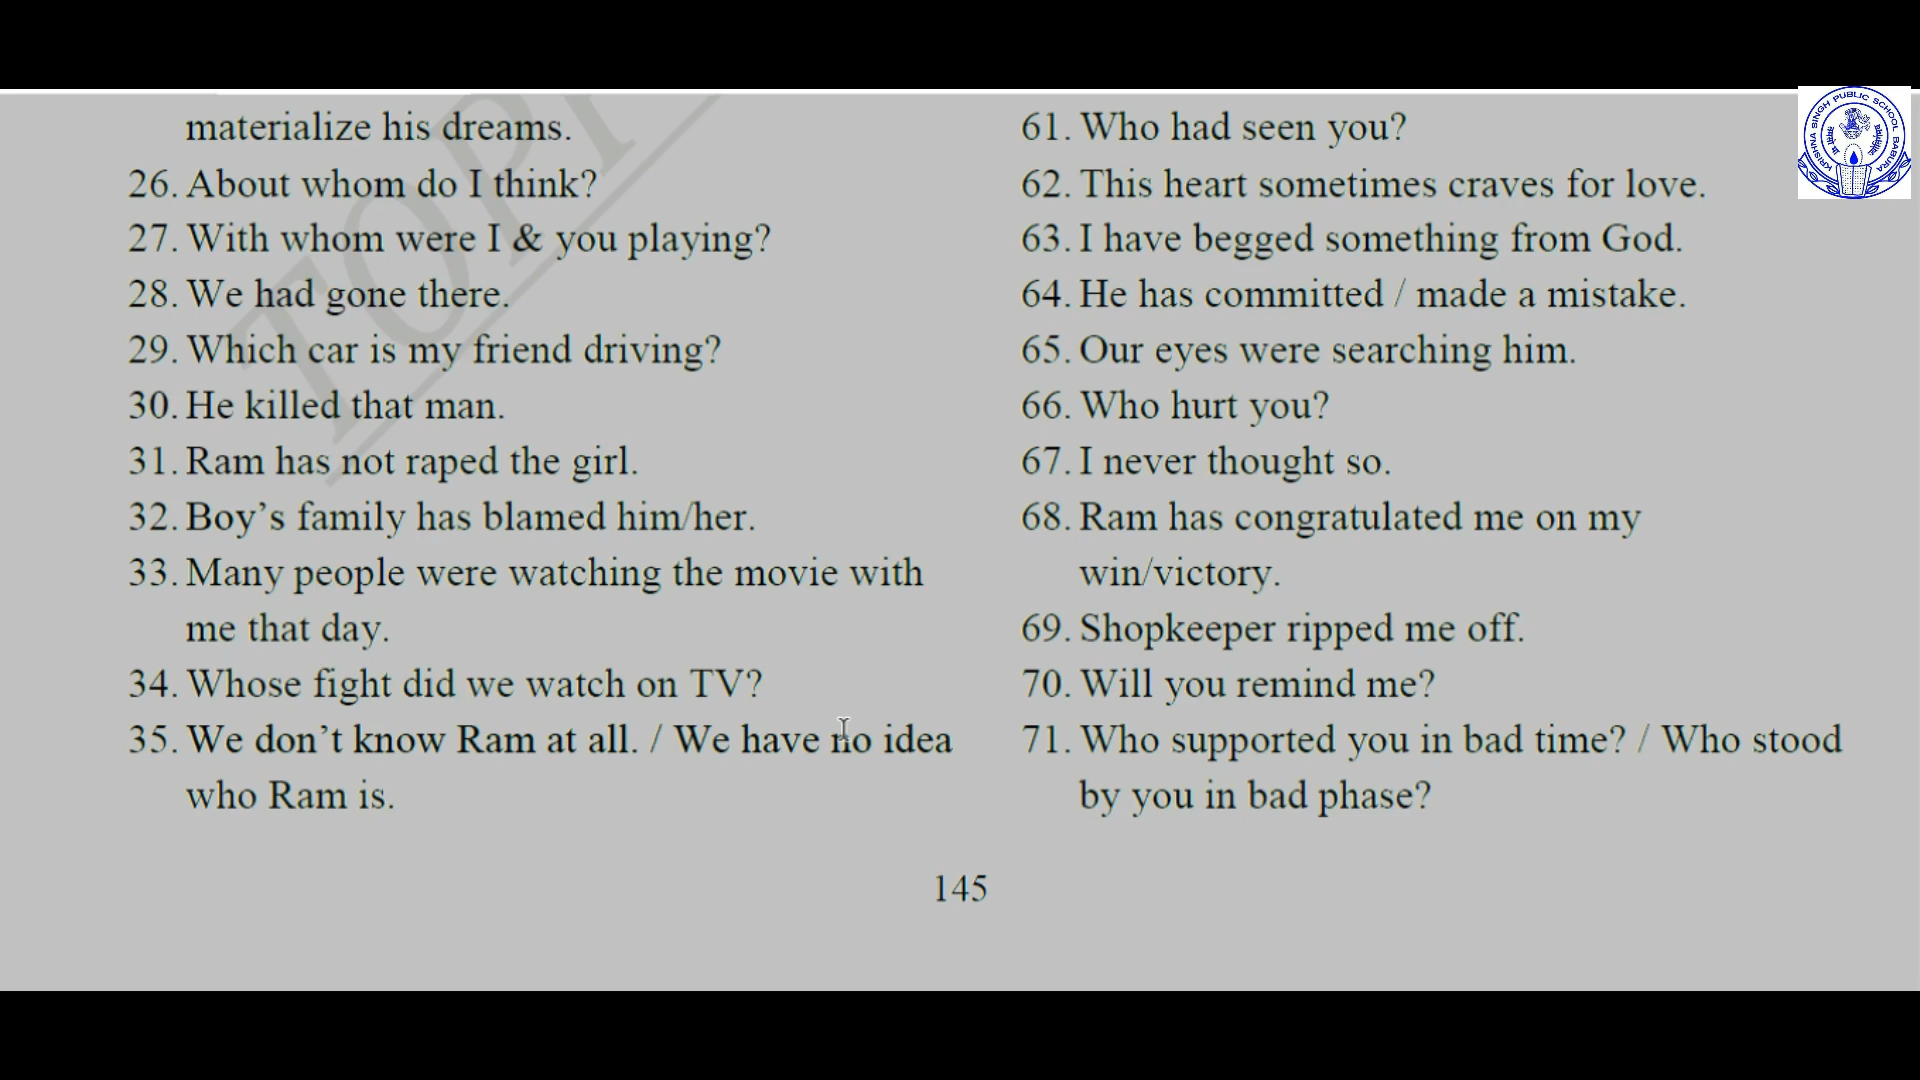 materialize his dreams.
26. About whom do I think?
27. With whom were I & you playing?
28. We had gone there.
29. Which car is my friend driving?
30. He killed that man.
31. Ram has not raped the girl.
32. Boy’s family has blamed him/her.
33. Many people were watching the movie with
me that day.
34. Whose fight did we watch on TV?
35. We don’t know Ram at all. / We have no idea
who Ram is.
61. Who had seen you?
62. This heart sometimes craves for love.
63. I have begged something from God.
64. He has committed / made a mistake.
65. Our eyes were searching him.
66. Who hurt you?
67. I never thought so.
68. Ram has congratulated me on my
win/victory.
69. Shopkeeper ripped me off.
70. Will you remind me?
71. Who supported you in bad time? / Who stood
by you in bad phase?
145
KRISHNA SINGH PUBLIC SCHOOL BABURA